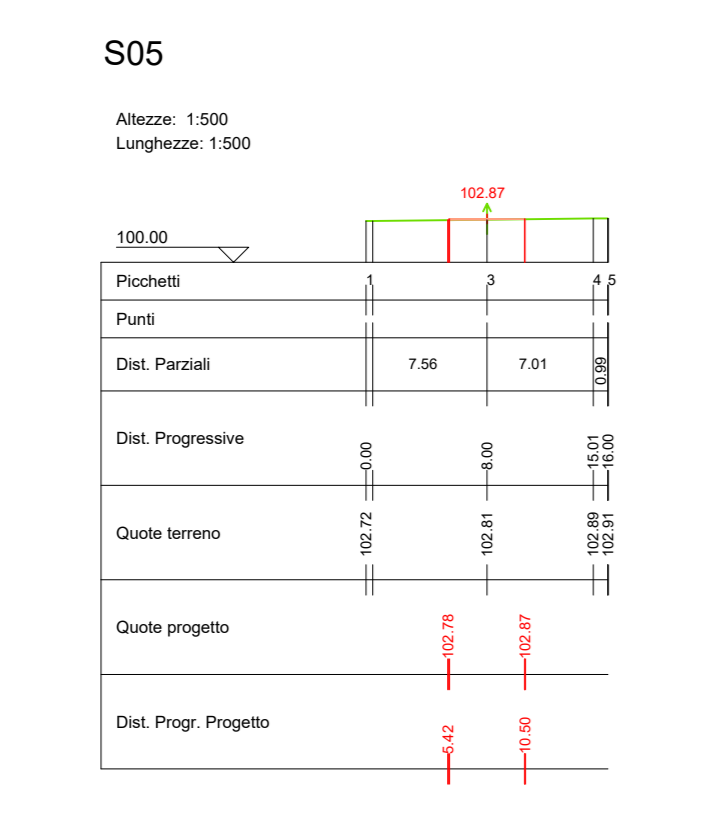 S05
Altezze: 1:500
Lunghezze: 1:500
102.87
100.00
Picchetti 1 3 4 5
Punti
Dist. Parziali 7.56 7.01 0.99
Dist. Progressive 0.00 8.00 15.01 16.00
Quote terreno 102.72 102.81 102.89 102.91
Quote progetto 102.78 102.87
Dist. Progr. Progetto 5.42 10.50